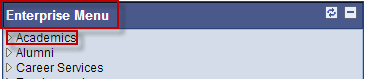 Enterprise Menu
Academics
Alumni
Career Services